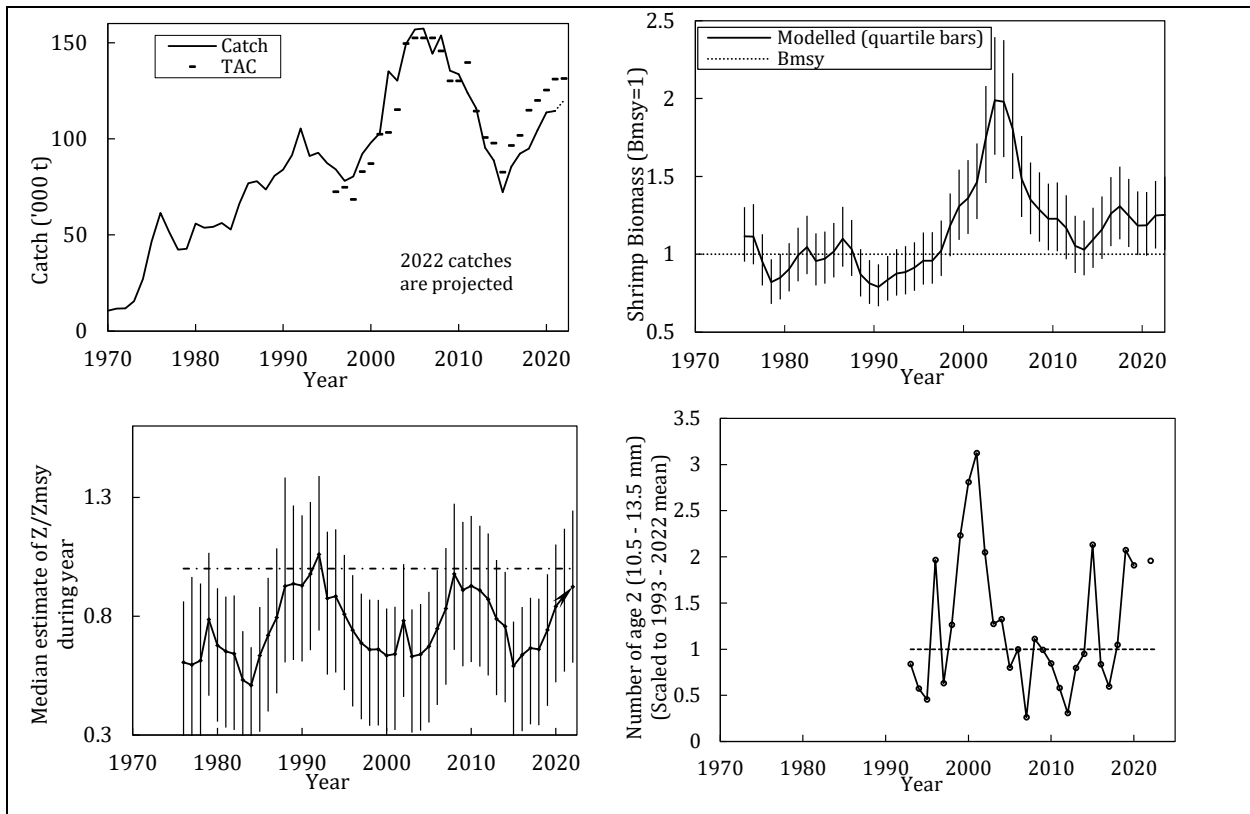 Catch ('000 t)
150
100
50
0
Catch
TAC
2022 catches
are projected
1970 1980 1990 2000 2010 2020
Year
Shrimp Biomass (Bmsy=1)
2.5
2
1.5
1
0.5
Modelled (quartile bars)
Bmsy
1970 1980 1990 2000 2010 2020
Year
Median estimate of Z/Zmsy
during year
1.3
0.8
0.3
1970 1980 1990 2000 2010 2020
Year
Number of age 2 (10.5 - 13.5 mm)
(Scaled to 1993 - 2022 mean)
3.5
3
2.5
2
1.5
1
0.5
0
1970 1980 1990 2000 2010 2020
Year